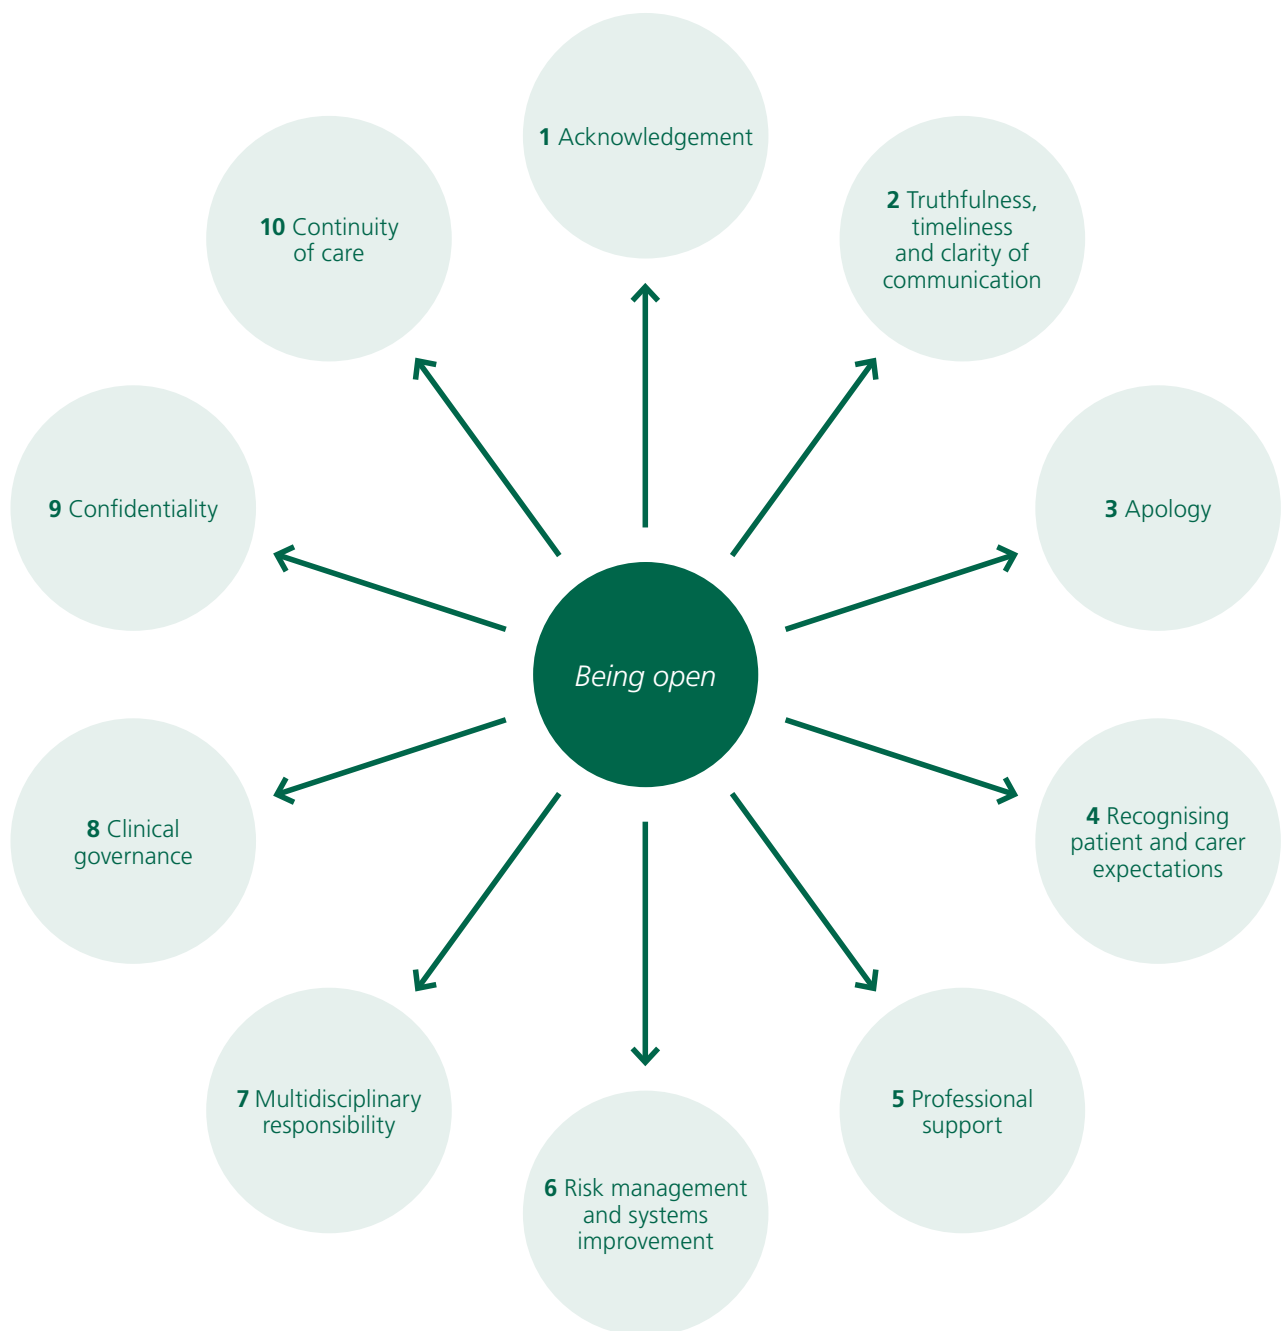 1 Acknowledgement
2 Truthfulness,
timeliness
and clarity of
communication
3 Apology
4 Recognising
patient and carer
expectations
5 Professional
support
6 Risk management
and systems
improvement
7 Multidisciplinary
responsibility
8 Clinical
governance
9 Confidentiality
10 Continuity
of care
Being open